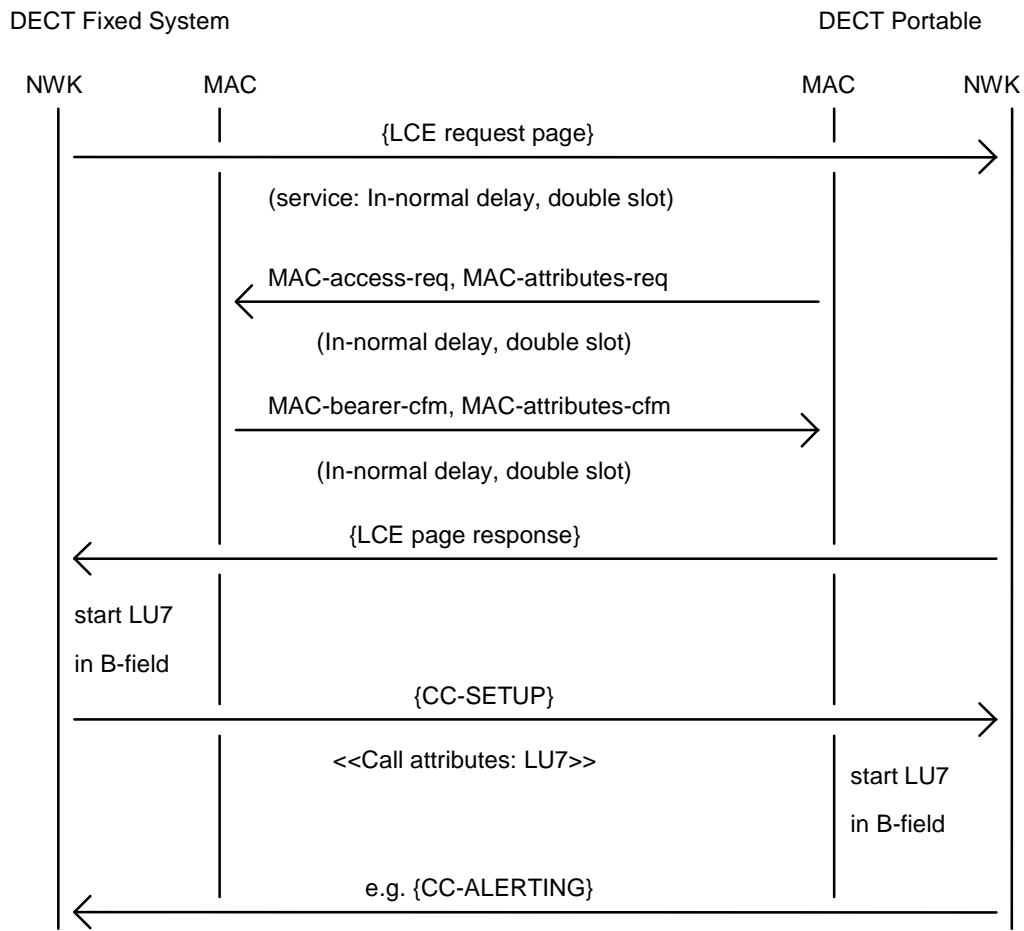 DECT Fixed System DECT Portable
NWK MAC MAC NWK
{LCE request page}
(service: In-normal delay, double slot)
MAC-access-req, MAC-attributes-req
(In-normal delay, double slot)
MAC-bearer-cfm, MAC-attributes-cfm
(In-normal delay, double slot)
{LCE page response}
start LU7
in B-field
{CC-SETUP}
<<Call attributes: LU7>>
start LU7
in B-field
e.g. {CC-ALERTING}